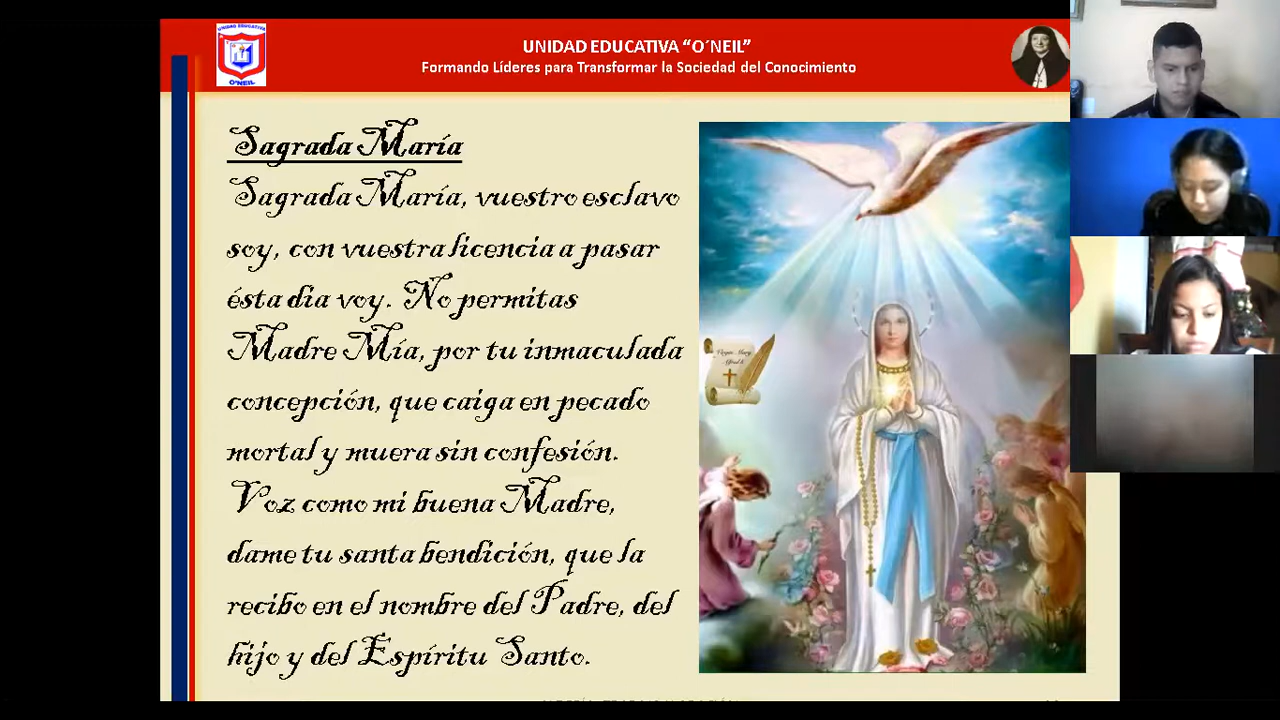 UNIDAD EDUCATIVA "O´NEIL"
Formando Líderes para Transformar la Sociedad del Conocimiento
UNIDAD EDUCATIVA
O'NEIL
Sagrada María
Sagrada María, vuestro esclavo
soy, con vuestra licencia a pasar
ésta dia voy. No permitas
Madre Mía, por tu inmaculada
concepción, que caiga en pecado
mortal y muera sin confesión.
Voz como mi buena Madre,
dame tu santa bendición, que la
recibo en el nombre del Padre, del
hijo y del Espíritu Santo.